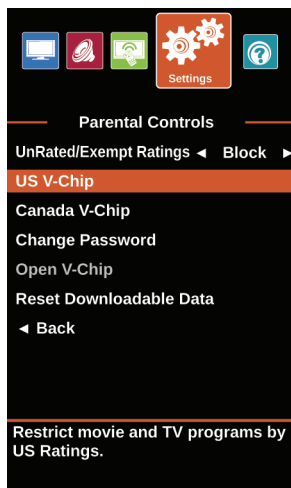 Settings
Parental Controls
UnRated/Exempt Ratings ◄ Block ►
US V-Chip
Canada V-Chip
Change Password
Open V-Chip
Reset Downloadable Data
◄ Back
Restrict movie and TV programs by
US Ratings.